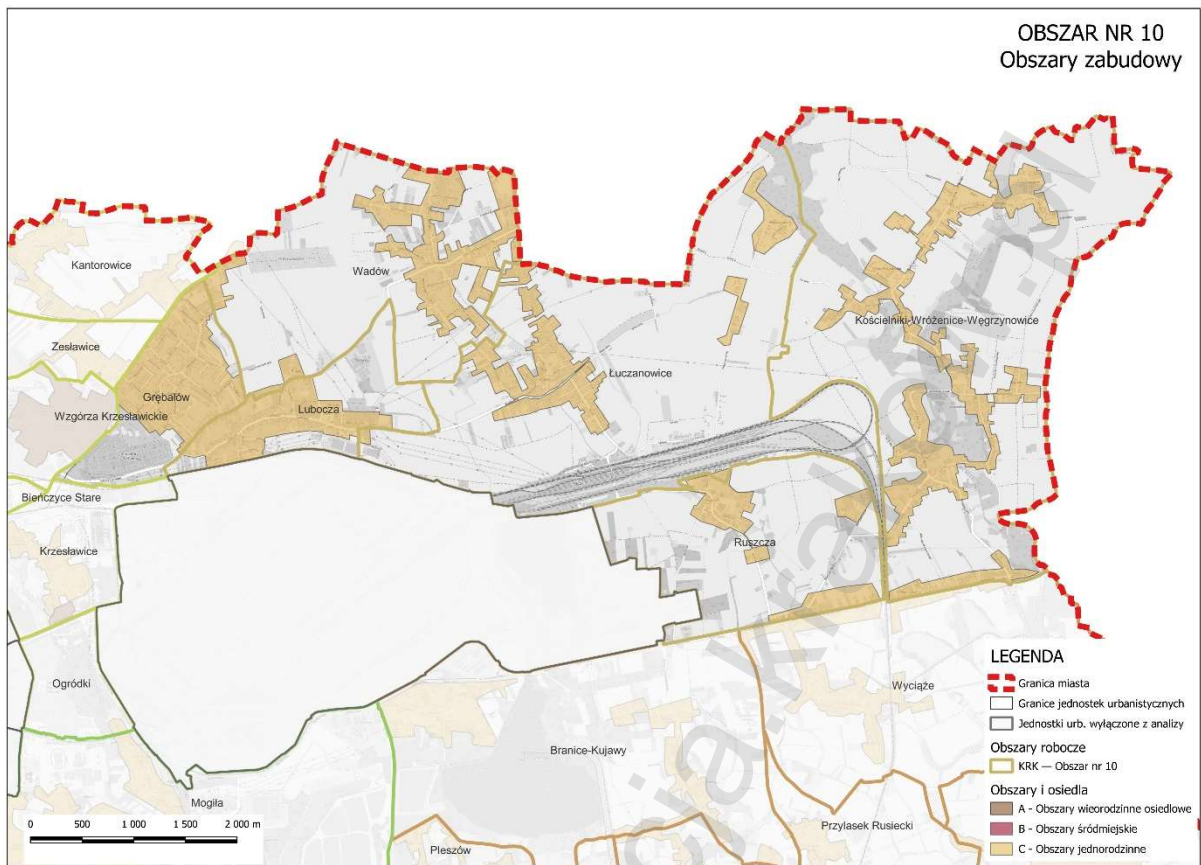 OBSZAR NR 10
Obszary zabudowy
Kantorowice
Wadów
Zesławice
Kościelniki-Wróżenice-Węgrzynowice
Łuczanowice
Grębałów
Wzgórza Krzesławickie
Lubocza
Bieńczyce Stare
Krzesławice
Ruszcza
Ogródki
Wyciąże
Branice-Kujawy
Mogiła
Przylasek Rusiecki
Pleszów
0 500 1 000 1 500 2 000 m
LEGENDA
Granica miasta
Granice jednostek urbanistycznych
Jednostki urb. wyłączone z analizy
Obszary robocze
KRK — Obszar nr 10
Obszary i osiedla
A - Obszary wieorodzinne osiedlowe
B - Obszary śródmiejskie
C - Obszary jednorodzinne